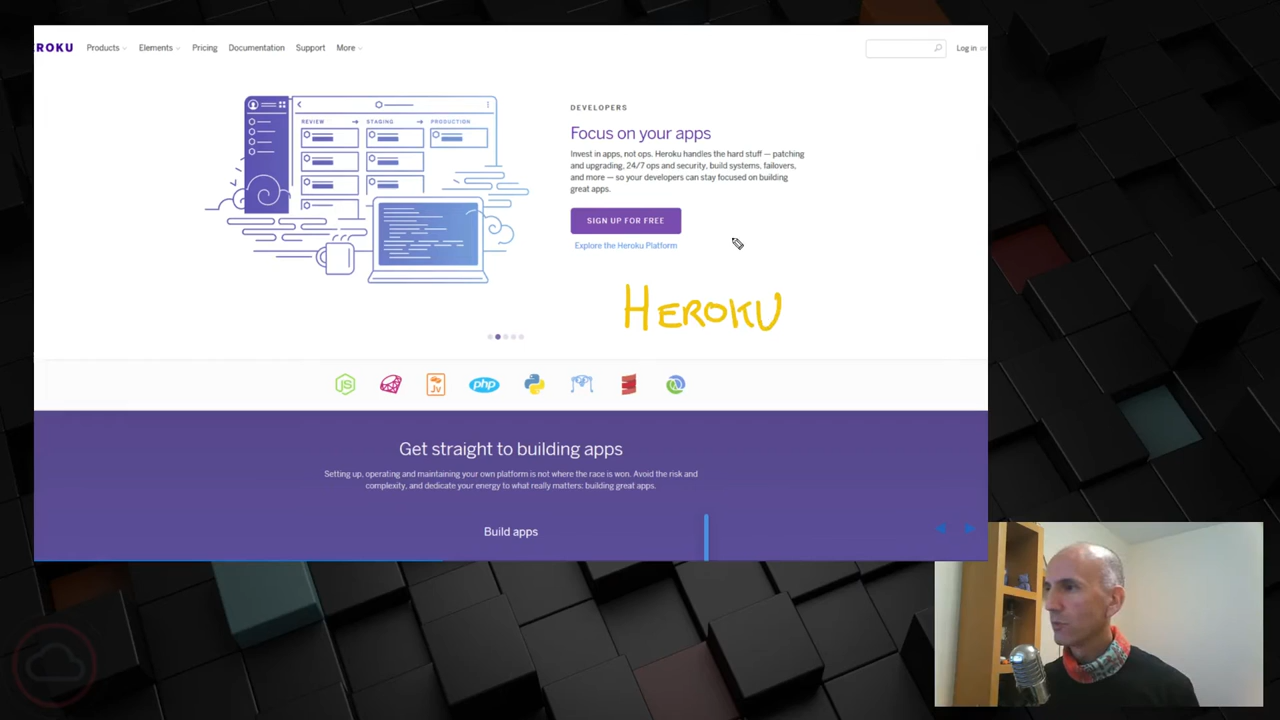 ROKU Products Elements Pricing Documentation Support More Log in or
REVIEW STAGING PRODUCTION
DEVELOPERS
Focus on your apps
Invest in apps, not ops. Heroku handles the hard stuff — patching
and upgrading, 24/7 ops and security, build systems, failovers,
and more — so your developers can stay focused on building
great apps.
SIGN UP FOR FREE
Explore the Heroku Platform
HEROKU
JS Jv php
Get straight to building apps
Setting up, operating and maintaining your own platform is not where the race is won. Avoid the risk and
complexity, and dedicate your energy to what really matters: building great apps.
Build apps